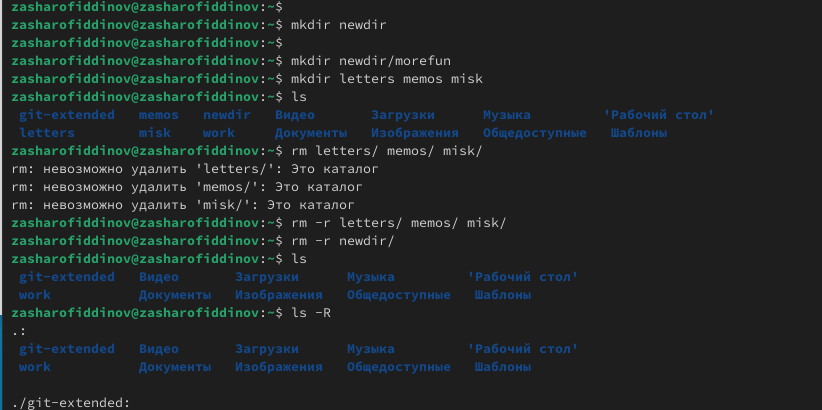 zasharofiddinov@zasharofiddinov:~$
zasharofiddinov@zasharofiddinov:~$ mkdir newdir
zasharofiddinov@zasharofiddinov:~$
zasharofiddinov@zasharofiddinov:~$ mkdir newdir/morefun
zasharofiddinov@zasharofiddinov:~$ mkdir letters memos misk
zasharofiddinov@zasharofiddinov:~$ ls
git-extended memos newdir Видео Загрузки Музыка 'Рабочий стол'
letters misk work Документы Изображения Общедоступные Шаблоны
zasharofiddinov@zasharofiddinov:~$ rm letters/ memos/ misk/
rm: невозможно удалить 'letters/': Это каталог
rm: невозможно удалить 'memos/': Это каталог
rm: невозможно удалить 'misk/': Это каталог
zasharofiddinov@zasharofiddinov:~$ rm -r letters/ memos/ misk/
zasharofiddinov@zasharofiddinov:~$ rm -r newdir/
zasharofiddinov@zasharofiddinov:~$ ls
git-extended Видео Загрузки Музыка 'Рабочий стол'
work Документы Изображения Общедоступные Шаблоны
zasharofiddinov@zasharofiddinov:~$ ls -R
.:
git-extended Видео Загрузки Музыка 'Рабочий стол'
work Документы Изображения Общедоступные Шаблоны
./git-extended: